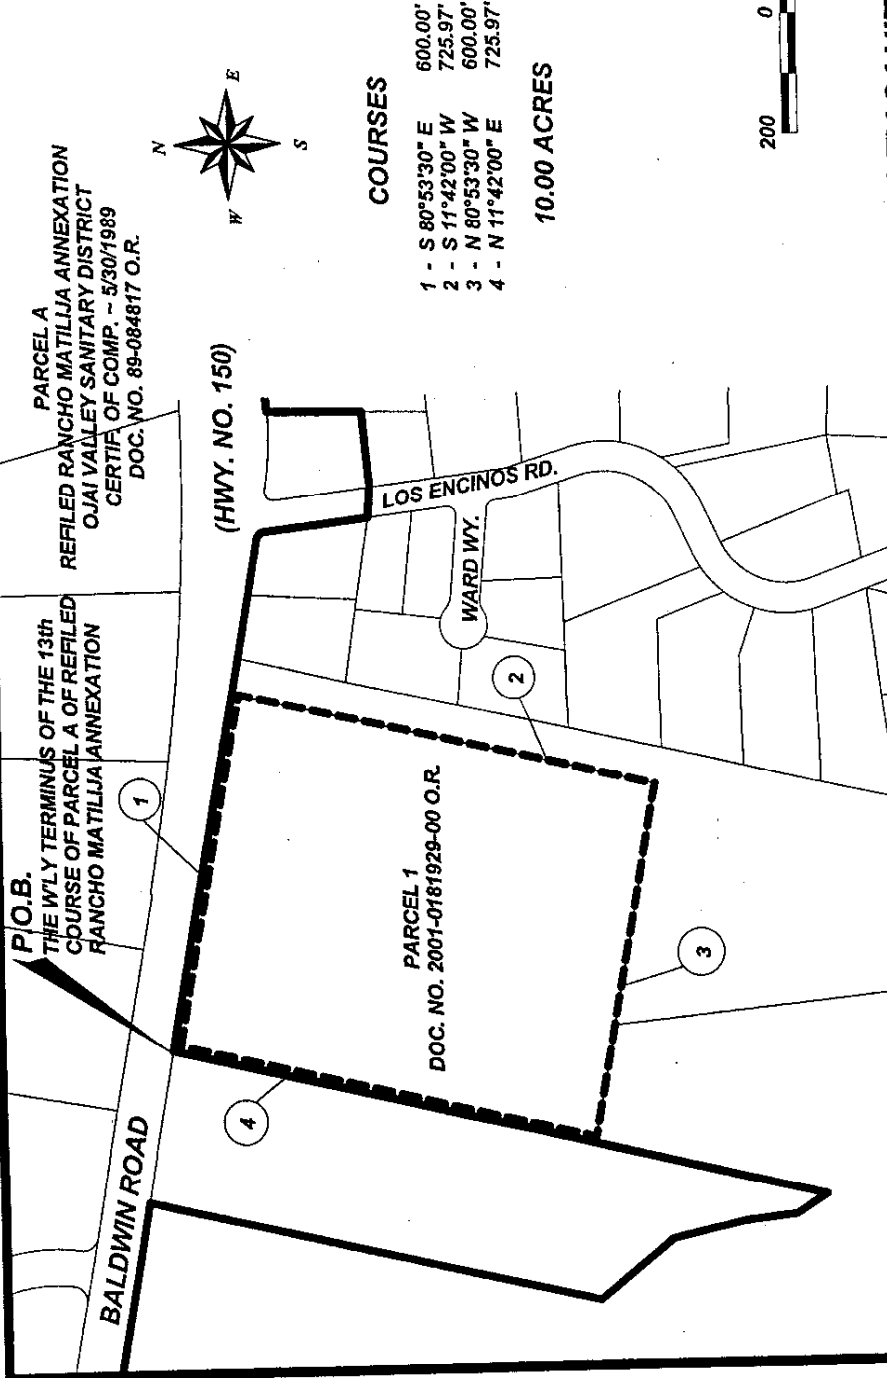 P.O.B.
THE W'LY TERMINUS OF THE 13th
COURSE OF PARCEL A OF REFILED
RANCHO MATILIJA ANNEXATION
PARCEL A
REFILED RANCHO MATILIJA ANNEXATION
OJAI VALLEY SANITARY DISTRICT
CERTIF. OF COMP. ~ 5/30/1989
DOC. NO. 89-084817 O.R.
N
E
W
S
BALDWIN ROAD
(HWY. NO. 150)
LOS ENCINOS RD.
WARD WY.
1
2
3
4
PARCEL 1
DOC. NO. 2001-0181929-00 O.R.
COURSES
1 - S 80°53'30" E 600.00'
2 - S 11°42'00" W 725.97'
3 - N 80°53'30" W 600.00'
4 - N 11°42'00" E 725.97'
10.00 ACRES
200
0